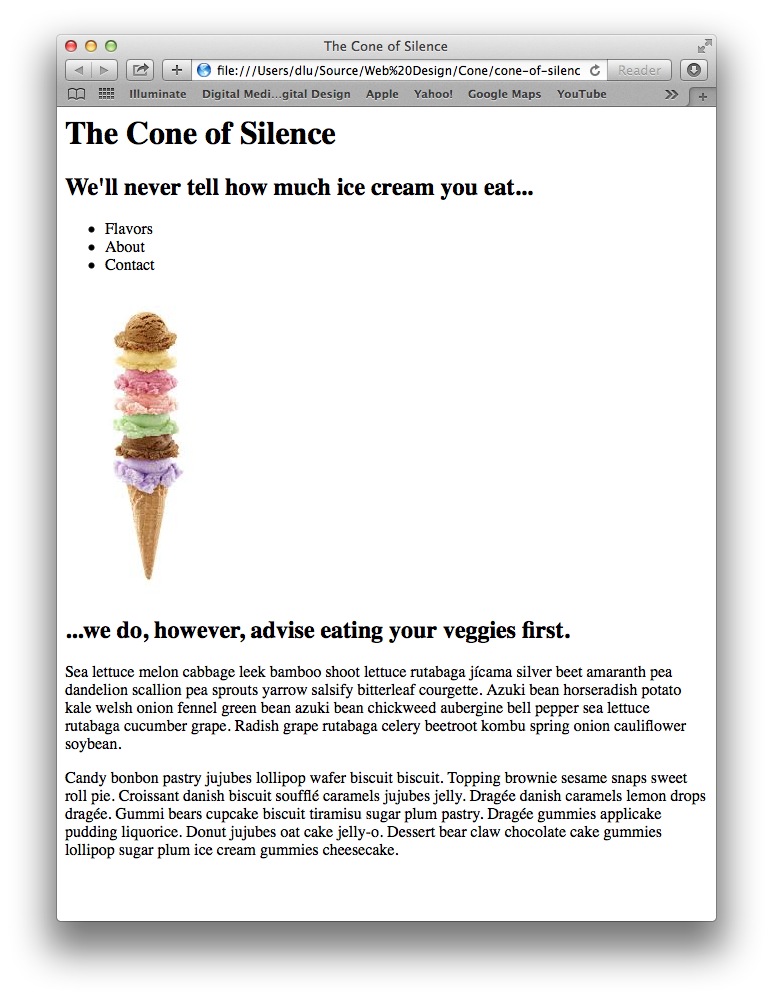 The Cone of Silence
file:///Users/dlu/Source/Web%20Design/Cone/cone-of-silenc
Reader
Illuminate Digital Medi...gital Design Apple Yahoo! Google Maps YouTube
The Cone of Silence
We'll never tell how much ice cream you eat...
• Flavors
• About
• Contact
...we do, however, advise eating your veggies first.
Sea lettuce melon cabbage leek bamboo shoot lettuce rutabaga jícama silver beet amaranth pea
dandelion scallion pea sprouts yarrow salsify bitterleaf courgette. Azuki bean horseradish potato
kale welsh onion fennel green bean azuki bean chickweed aubergine bell pepper sea lettuce
rutabaga cucumber grape. Radish grape rutabaga celery beetroot kombu spring onion cauliflower
soybean.
Candy bonbon pastry jujubes lollipop wafer biscuit biscuit. Topping brownie sesame snaps sweet
roll pie. Croissant danish biscuit soufflé caramels jujubes jelly. Dragée danish caramels lemon drops
dragée. Gummi bears cupcake biscuit tiramisu sugar plum pastry. Dragée gummies applicake
pudding liquorice. Donut jujubes oat cake jelly-o. Dessert bear claw chocolate cake gummies
lollipop sugar plum ice cream gummies cheesecake.